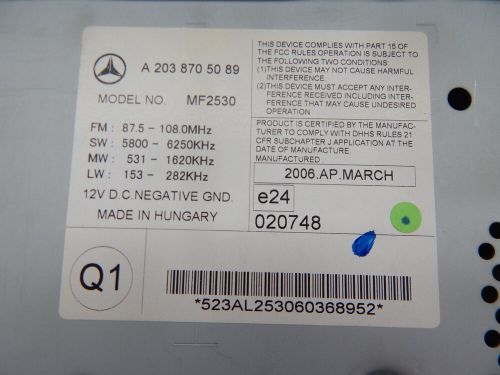 A 203 870 50 89
MODEL NO. MF2530
FM : 87.5 - 108.0MHz
SW : 5800 - 6250KHz
MW : 531 - 1620KHz
LW : 153 - 282KHz
12V D.C.NEGATIVE GND.
MADE IN HUNGARY
THIS DEVICE COMPLIES WITH PART 15 OF
THE FCC RULES OPERATION IS SUBJECT TO
THE FOLLOWING TWO CONDITIONS:
(1)THIS DEVICE MAY NOT CAUSE HARMFUL
INTERFERENCE
(2)THIS DEVICE MUST ACCEPT ANY INTER-
FERENCE RECEIVED INCLUDING INTERFER-
ENCE THAT MAY CAUSE UNDESIRED
OPERATION
PRODUCT IS CERTIFIED BY THE MANUFAC-
TURER TO COMPLY WITH DHHS RULES 21
CFR SUBCHAPTER J APPLICATION AT THE
DATE OF MANUFACTURE.
MANUFACTURED
2006.AP.MARCH
e24
020748
Q1
*523AL253060368952*